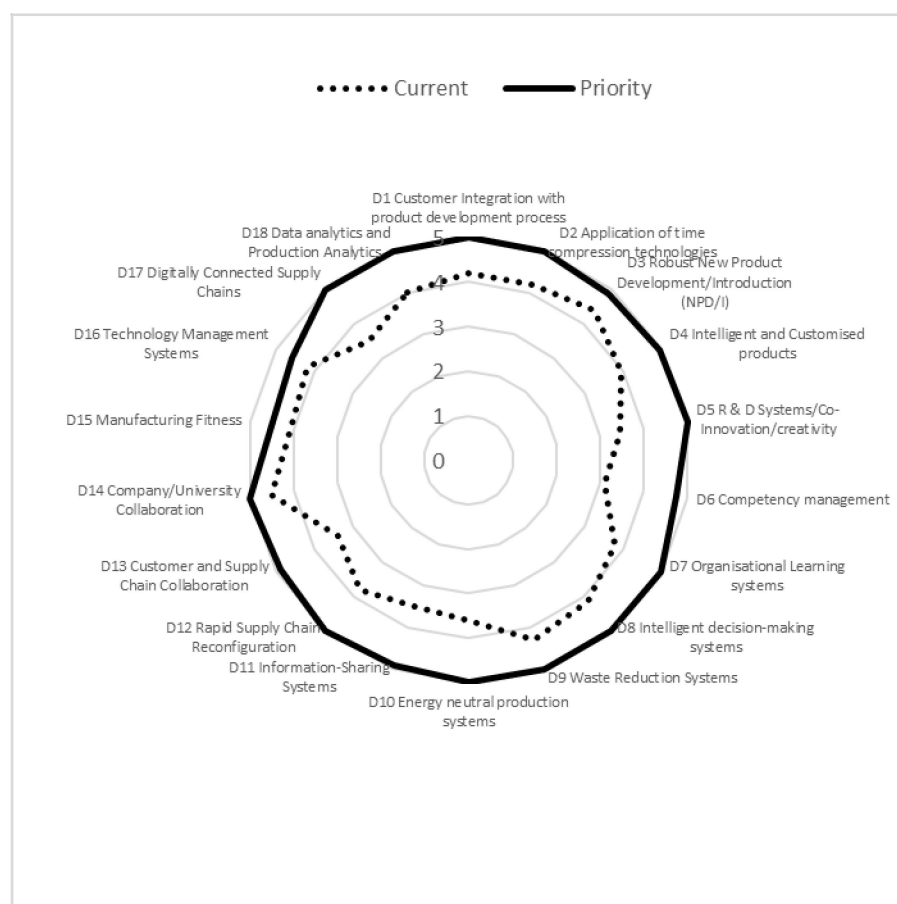 Current Priority
D1 Customer Integration with
product development process
D2 Application of time
compression technologies
D3 Robust New Product
Development/Introduction
(NPD/I)
D4 Intelligent and Customised
products
D5 R & D Systems/Co-
Innovation/creativity
D6 Competency management
D7 Organisational Learning
systems
D8 Intelligent decision-making
systems
D9 Waste Reduction Systems
D10 Energy neutral production
systems
D11 Information-Sharing
Systems
D12 Rapid Supply Chain
Reconfiguration
D13 Customer and Supply
Chain Collaboration
D14 Company/University
Collaboration
D15 Manufacturing Fitness
D16 Technology Management
Systems
D17 Digitally Connected Supply
Chains
D18 Data analytics and
Production Analytics
5
4
3
2
1
0